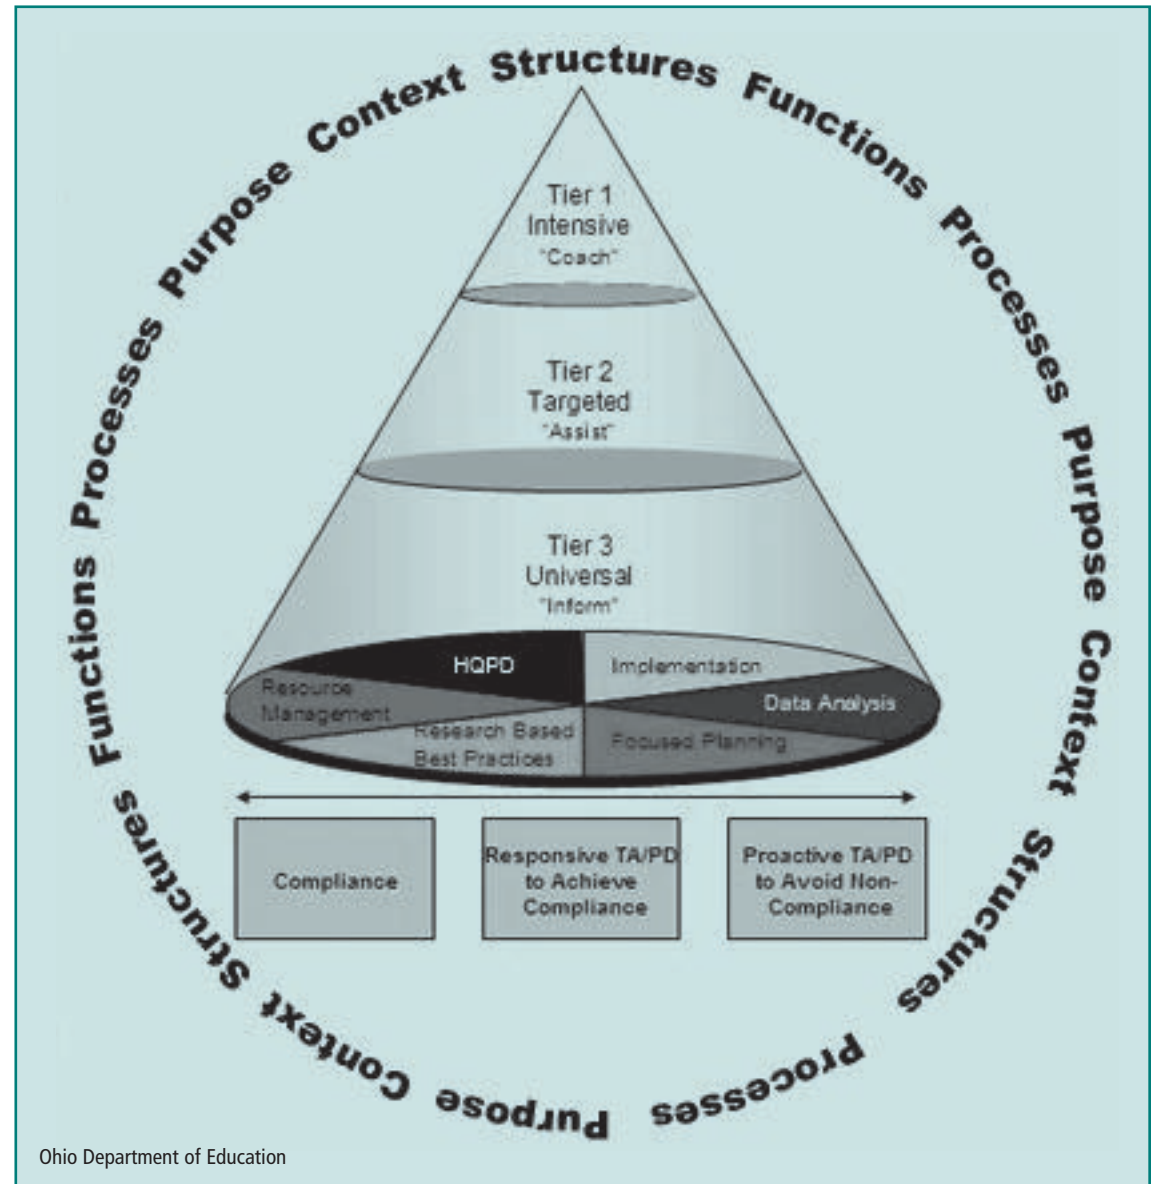 Structures Functions Processes Purpose Context Structures Processes Purpose Context Structures Functions Processes Purpose Context
Tier 1
Intensive
"Coach"
Tier 2
Targeted
"Assist"
Tier 3
Universal
"Inform"
HQPD
Implementation
Resource
Management
Data Analysis
Research Based
Best Practices
Focused Planning
Compliance
Responsive TA/PD
to Achieve
Compliance
Proactive TA/PD
to Avoid Non-
Compliance
Ohio Department of Education